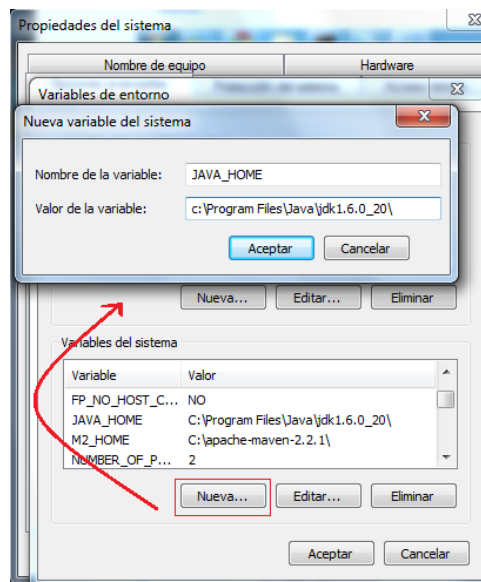 Propiedades del sistema
Nombre de equipo
Hardware
Variables de entorno
Nueva variable del sistema
Nombre de la variable:
JAVA_HOME
Valor de la variable:
c:\Program Files\Java\jdk1.6.0_20\
Aceptar
Cancelar
Nueva...
Editar...
Eliminar
Variables del sistema
Variable
Valor
FP_NO_HOST_C... NO
JAVA_HOME C:\Program Files\Java\jdk1.6.0_20\
M2_HOME C:\apache-maven-2.2.1\
NUMBER_OF_P... 2
Nueva...
Editar...
Eliminar
Aceptar
Cancelar